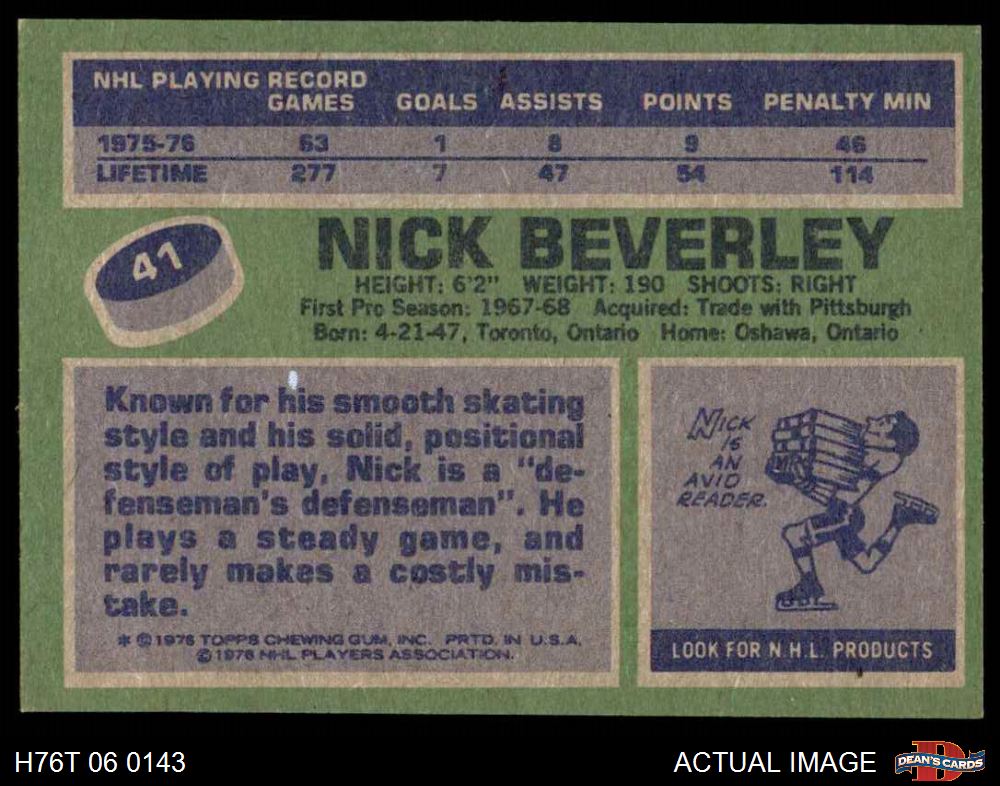 NHL PLAYING RECORD
GAMES GOALS ASSISTS POINTS PENALTY MIN
1975-76 63 1 8 9 46
LIFETIME 277 7 47 54 114
41
NICK BEVERLEY
HEIGHT: 6'2" WEIGHT: 190 SHOOTS: RIGHT
First Pro Season: 1967-68 Acquired: Trade with Pittsburgh
Born: 4-21-47, Toronto, Ontario Home: Oshawa, Ontario
Known for his smooth skating
style and his solid, positional
style of play, Nick is a "de-
fenseman's defenseman". He
plays a steady game, and
rarely makes a costly mis-
take.
* ©1976 TOPPS CHEWING GUM, INC. PRTD. IN U.S.A.
©1976 NHL PLAYERS ASSOCIATION.
NICK
IS
AN
AVID
READER.
LOOK FOR N.H.L. PRODUCTS
H76T 06 0143
ACTUAL IMAGE
D
DEAN'S CARDS